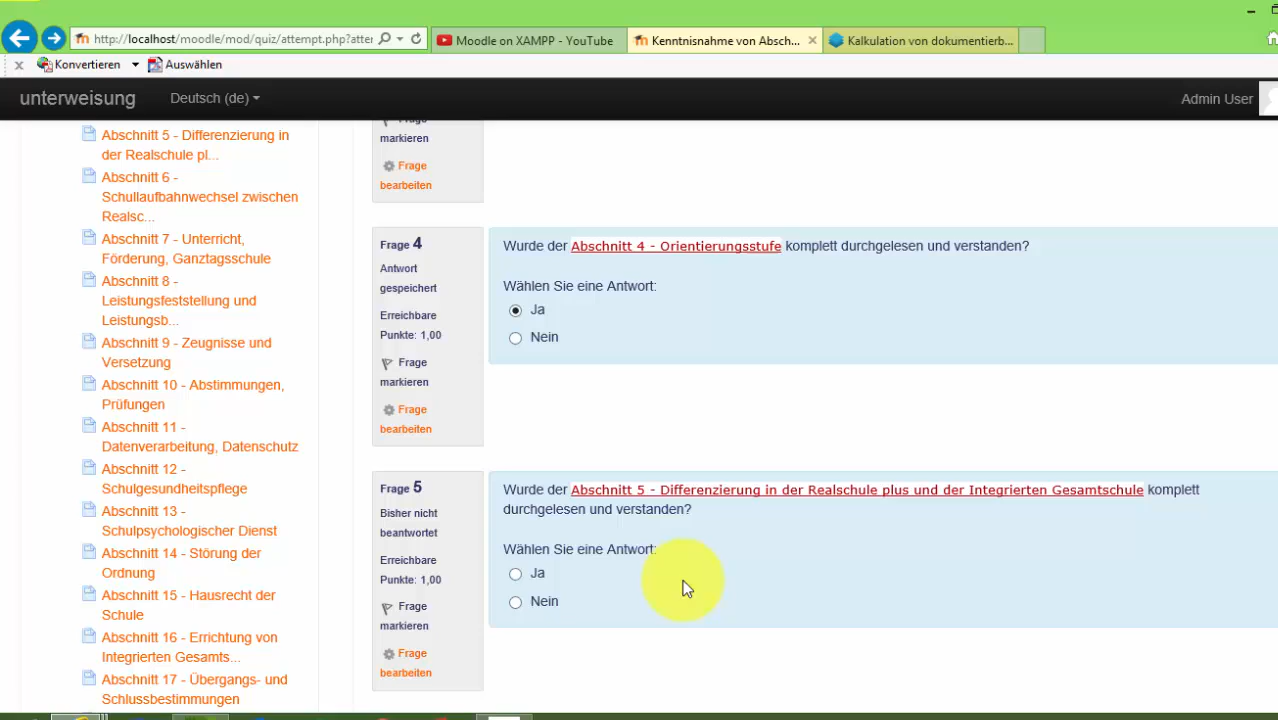 http://localhost/moodle/mod/quiz/attempt.php?atter
Moodle on XAMPP - YouTube
Kenntnisnahme von Absch...
Kalkulation von dokumentierb...
Konvertieren
Auswählen
unterweisung
Deutsch (de)
Admin User
Abschnitt 5 - Differenzierung in
der Realschule pl...
Abschnitt 6 -
Schullaufbahnwechsel zwischen
Realsc...
Abschnitt 7 - Unterricht,
Förderung, Ganztagsschule
Abschnitt 8 -
Leistungsfeststellung und
Leistungsb...
Abschnitt 9 - Zeugnisse und
Versetzung
Abschnitt 10 - Abstimmungen,
Prüfungen
Abschnitt 11 -
Datenverarbeitung, Datenschutz
Abschnitt 12 -
Schulgesundheitspflege
Abschnitt 13 -
Schulpsychologischer Dienst
Abschnitt 14 - Störung der
Ordnung
Abschnitt 15 - Hausrecht der
Schule
Abschnitt 16 - Errichtung von
Integrierten Gesamts...
Abschnitt 17 - Übergangs- und
Schlussbestimmungen
Frage
markieren
Frage
bearbeiten
Frage 4
Antwort
gespeichert
Erreichbare
Punkte: 1,00
Frage
markieren
Frage
bearbeiten
Wurde der Abschnitt 4 - Orientierungsstufe komplett durchgelesen und verstanden?
Wählen Sie eine Antwort:
Ja
Nein
Frage 5
Bisher nicht
beantwortet
Erreichbare
Punkte: 1,00
Frage
markieren
Frage
bearbeiten
Wurde der Abschnitt 5 - Differenzierung in der Realschule plus und der Integrierten Gesamtschule komplett
durchgelesen und verstanden?
Wählen Sie eine Antwort:
Ja
Nein